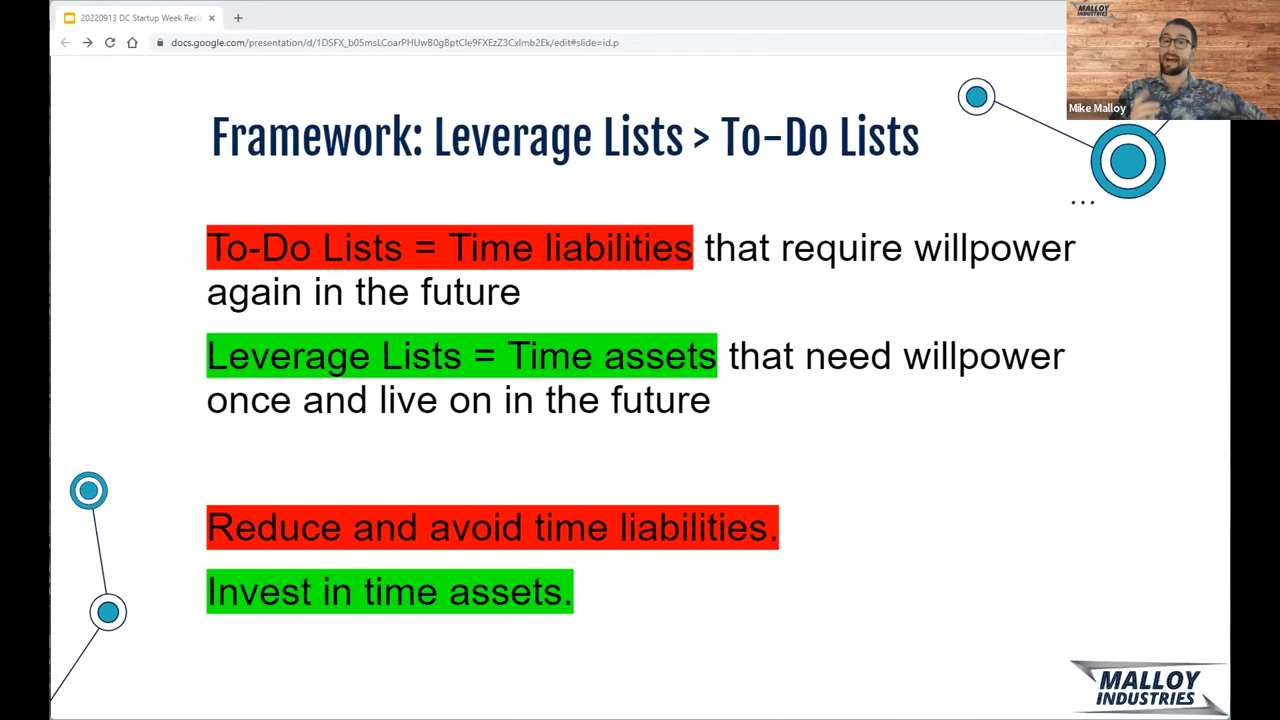 20220913 DC Startup Week Recl
docs.google.com/presentation/d/1DSFX_b05msLCoarPHUwB0gBptCle9FXEzZ3CxImb2Ek/edit#slide=id.p
MALLOY
INDUSTRIES
Mike Malloy
Framework: Leverage Lists > To-Do Lists
...
To-Do Lists = Time liabilities that require willpower
again in the future
Leverage Lists = Time assets that need willpower
once and live on in the future
Reduce and avoid time liabilities.
Invest in time assets.
MALLOY
INDUSTRIES